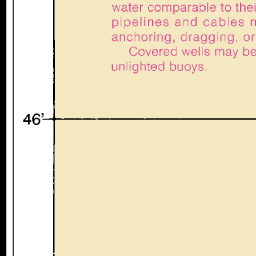 water comparable to thei
pipelines and cables
anchoring, dragging, or
Covered wells may be
unlighted buoys.
46'